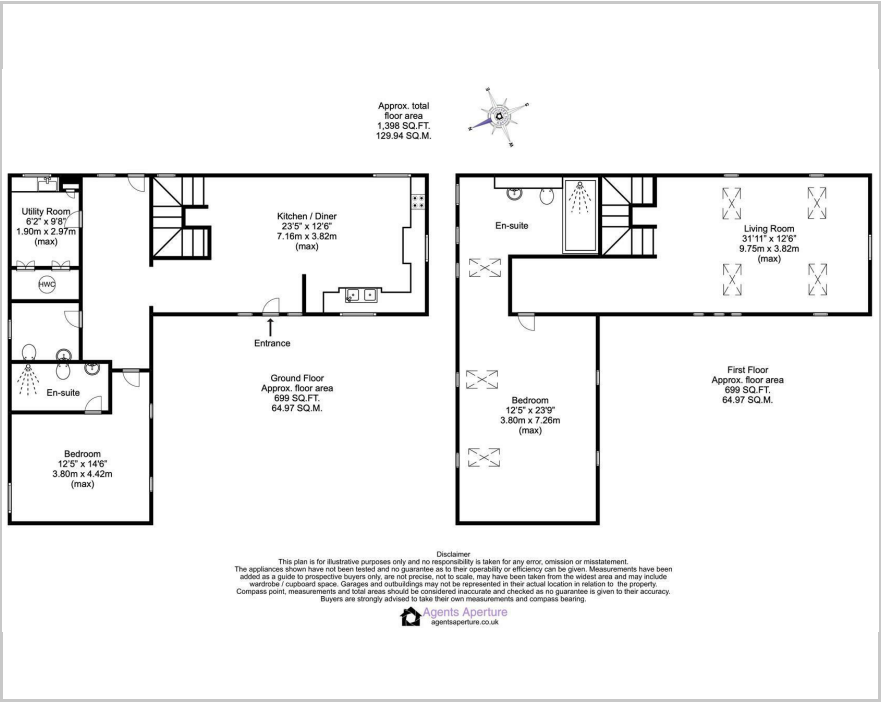 Approx. total
floor area
1,398 SQ.FT.
129.94 SQ.M.
Utility Room
6'2" x 9'8"
1.90m x 2.97m
(max)
HWC
Kitchen / Diner
23'5" x 12'6"
7.16m x 3.82m
(max)
En-suite
Living Room
31'11" x 12'6"
9.75m x 3.82m
(max)
Entrance
En-suite
Ground Floor
Approx. floor area
699 SQ.FT.
64.97 SQ.M.
First Floor
Approx. floor area
699 SQ.FT.
64.97 SQ.M.
Bedroom
12'5" x 14'6"
3.80m x 4.42m
(max)
Bedroom
12'5" x 23'9"
3.80m x 7.26m
(max)
Disclaimer
This plan is for illustrative purposes only and no responsibility is taken for any error, omission or misstatement.
The appliances shown have not been tested and no guarantee as to their operability or efficiency can be given. Measurements have been
added as a guide to prospective buyers only, are not precise, not to scale, may have been taken from the widest area and may include
wardrobe / cupboard space. Garages and outbuildings may not be represented in their actual location in relation to the property.
Compass point, measurements and total areas should be considered inaccurate and checked as no guarantee is given to their accuracy.
Buyers are strongly advised to take their own measurements and compass bearing.
Agents Aperture
agentsaperture.co.uk